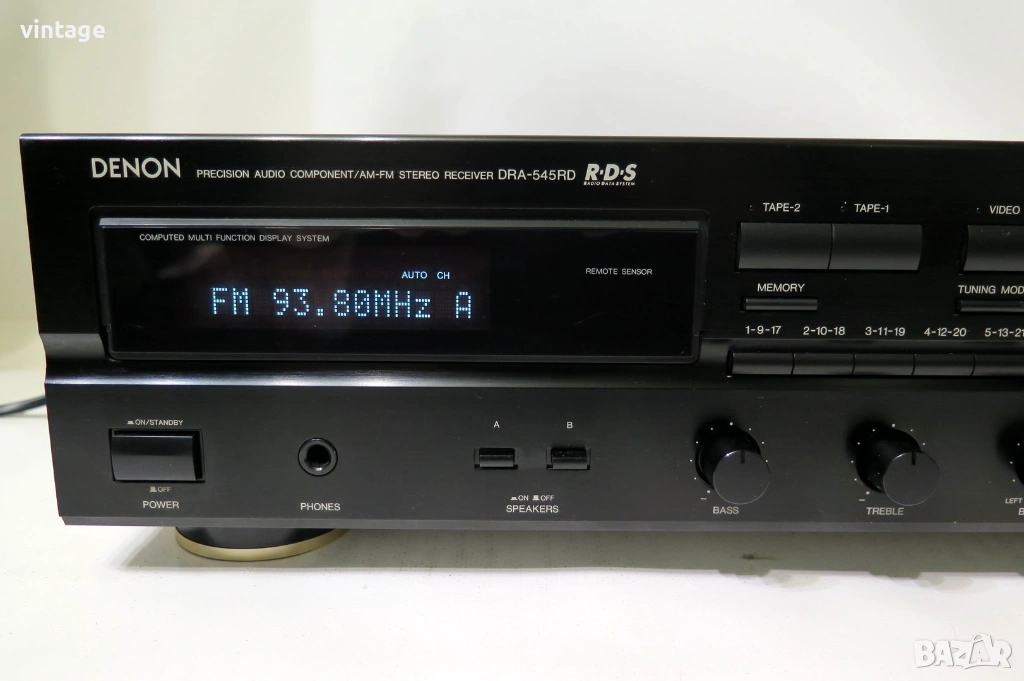 vintage
DENON PRECISION AUDIO COMPONENT/AM-FM STEREO RECEIVER DRA-545RD R·D·S
RADIO DATA SYSTEM
TAPE-2 TAPE-1 VIDEO
COMPUTED MULTI FUNCTION DISPLAY SYSTEM
AUTO CH REMOTE SENSOR
FM 93.80MHz A
MEMORY TUNING MOD
1-9-17 2-10-18 3-11-19 4-12-20 5-13-21
ON/STANDBY A B
OFF ON OFF
POWER PHONES SPEAKERS BASS TREBLE
LEFT
B
BAZAR